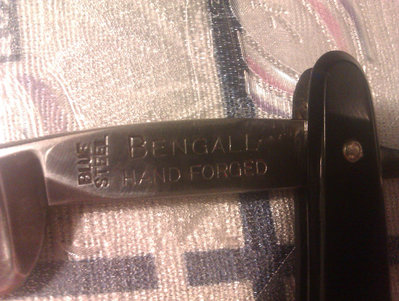 BLUE
STEEL
BENGALL
HAND FORGED